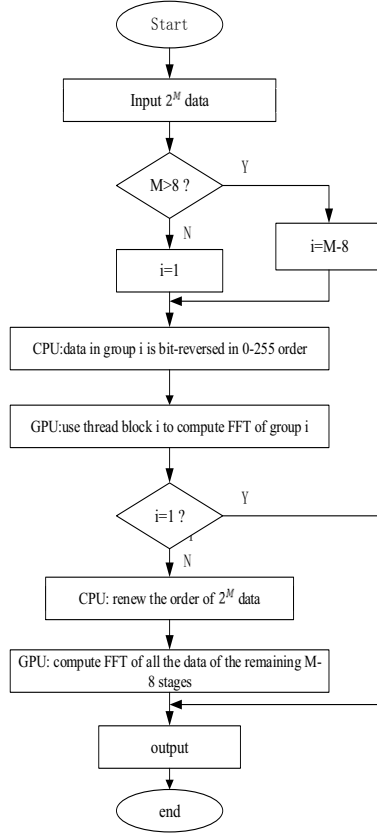 Start
Input 2^M data
M>8 ?
Y
N
i=M-8
i=1
CPU:data in group i is bit-reversed in 0-255 order
GPU:use thread block i to compute FFT of group i
Y
i=1 ?
N
CPU: renew the order of 2^M data
GPU: compute FFT of all the data of the remaining M-
8 stages
output
end